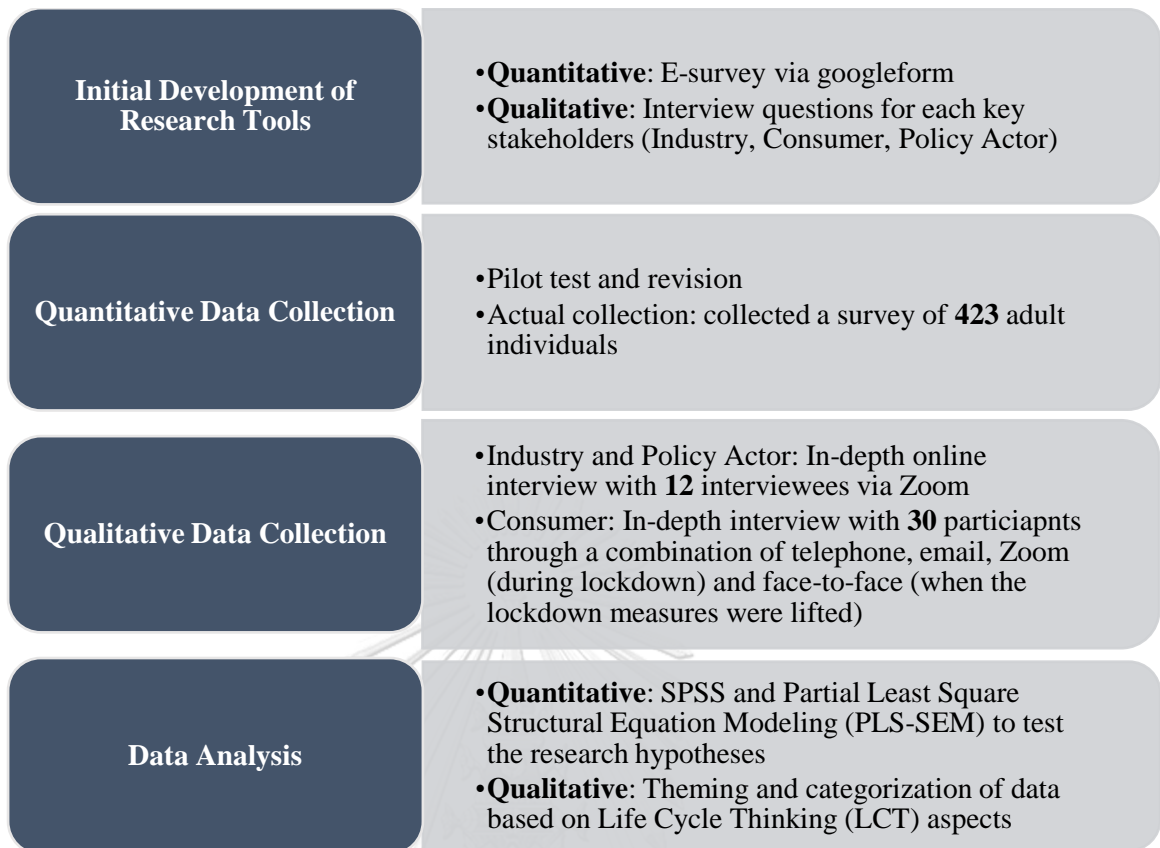 Initial Development of
Research Tools
•Quantitative: E-survey via googleform
•Qualitative: Interview questions for each key
stakeholders (Industry, Consumer, Policy Actor)
Quantitative Data Collection
•Pilot test and revision
•Actual collection: collected a survey of 423 adult
individuals
Qualitative Data Collection
•Industry and Policy Actor: In-depth online
interview with 12 interviewees via Zoom
•Consumer: In-depth interview with 30 particiapnts
through a combination of telephone, email, Zoom
(during lockdown) and face-to-face (when the
lockdown measures were lifted)
Data Analysis
•Quantitative: SPSS and Partial Least Square
Structural Equation Modeling (PLS-SEM) to test
the research hypotheses
•Qualitative: Theming and categorization of data
based on Life Cycle Thinking (LCT) aspects